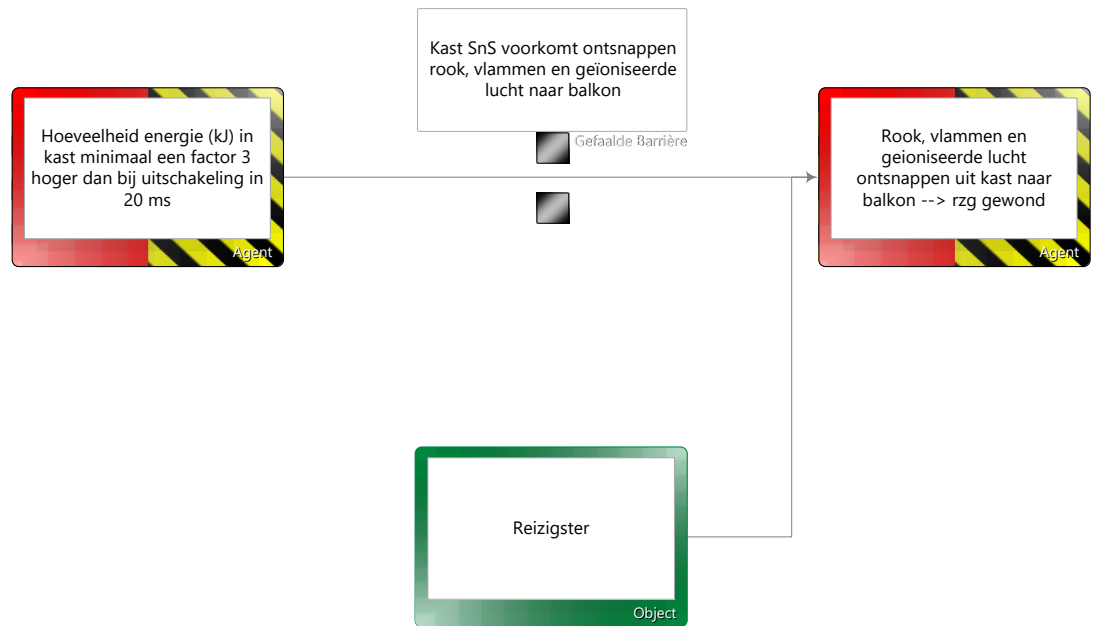 Kast SnS voorkomt ontsnappen
rook, vlammen en geïoniseerde
lucht naar balkon
Gefaalde Barrière
Hoeveelheid energie (kJ) in
kast minimaal een factor 3
hoger dan bij uitschakeling in
20 ms
Agent
Rook, vlammen en
geioniseerde lucht
ontsnappen uit kast naar
balkon --> rzg gewond
Agent
Reizigster
Object